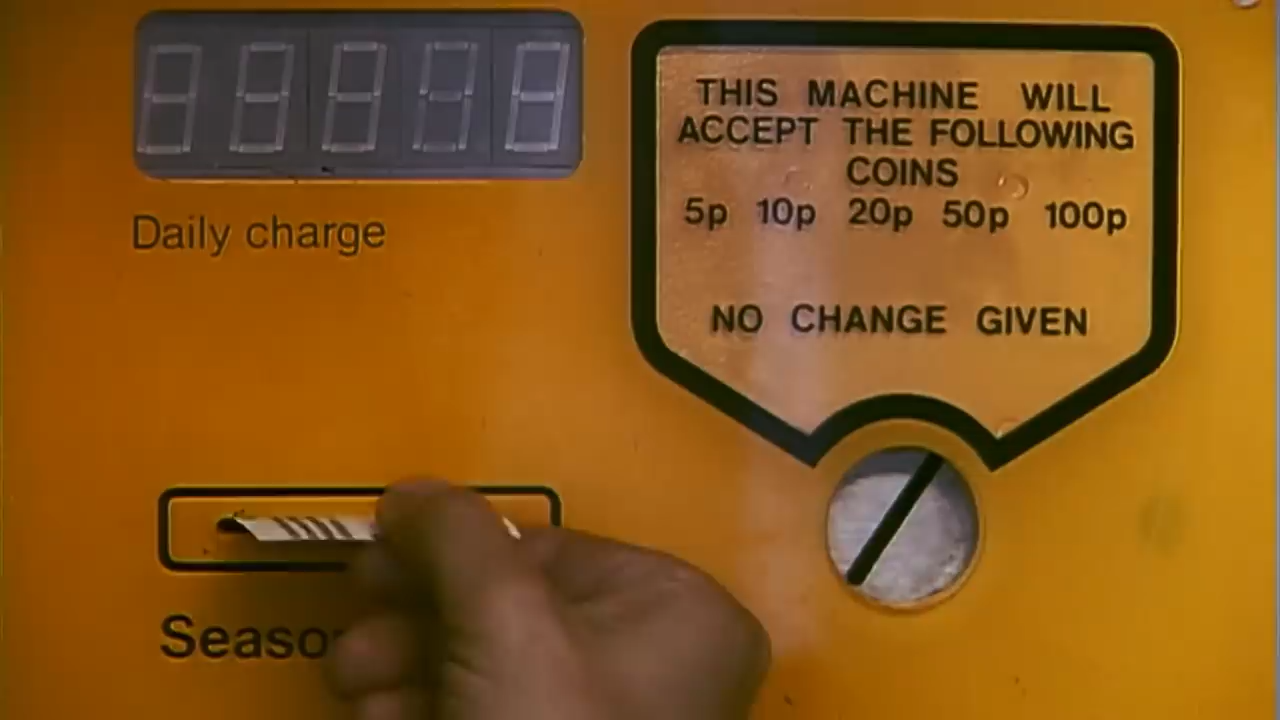 Daily charge
THIS MACHINE WILL
ACCEPT THE FOLLOWING
COINS
5p 10p 20p 50p 100p
NO CHANGE GIVEN